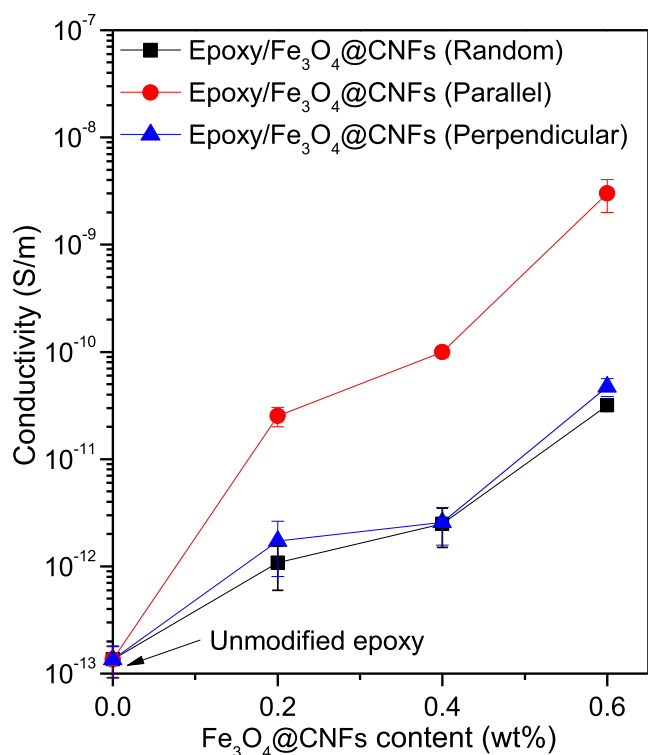 Epoxy/Fe₃O₄@CNFs (Random)
Epoxy/Fe₃O₄@CNFs (Parallel)
Epoxy/Fe₃O₄@CNFs (Perpendicular)
10⁻⁷
10⁻⁸
10⁻⁹
10⁻¹⁰
10⁻¹¹
10⁻¹²
10⁻¹³
Conductivity (S/m)
Unmodified epoxy
0.0 0.2 0.4 0.6
Fe₃O₄@CNFs content (wt%)